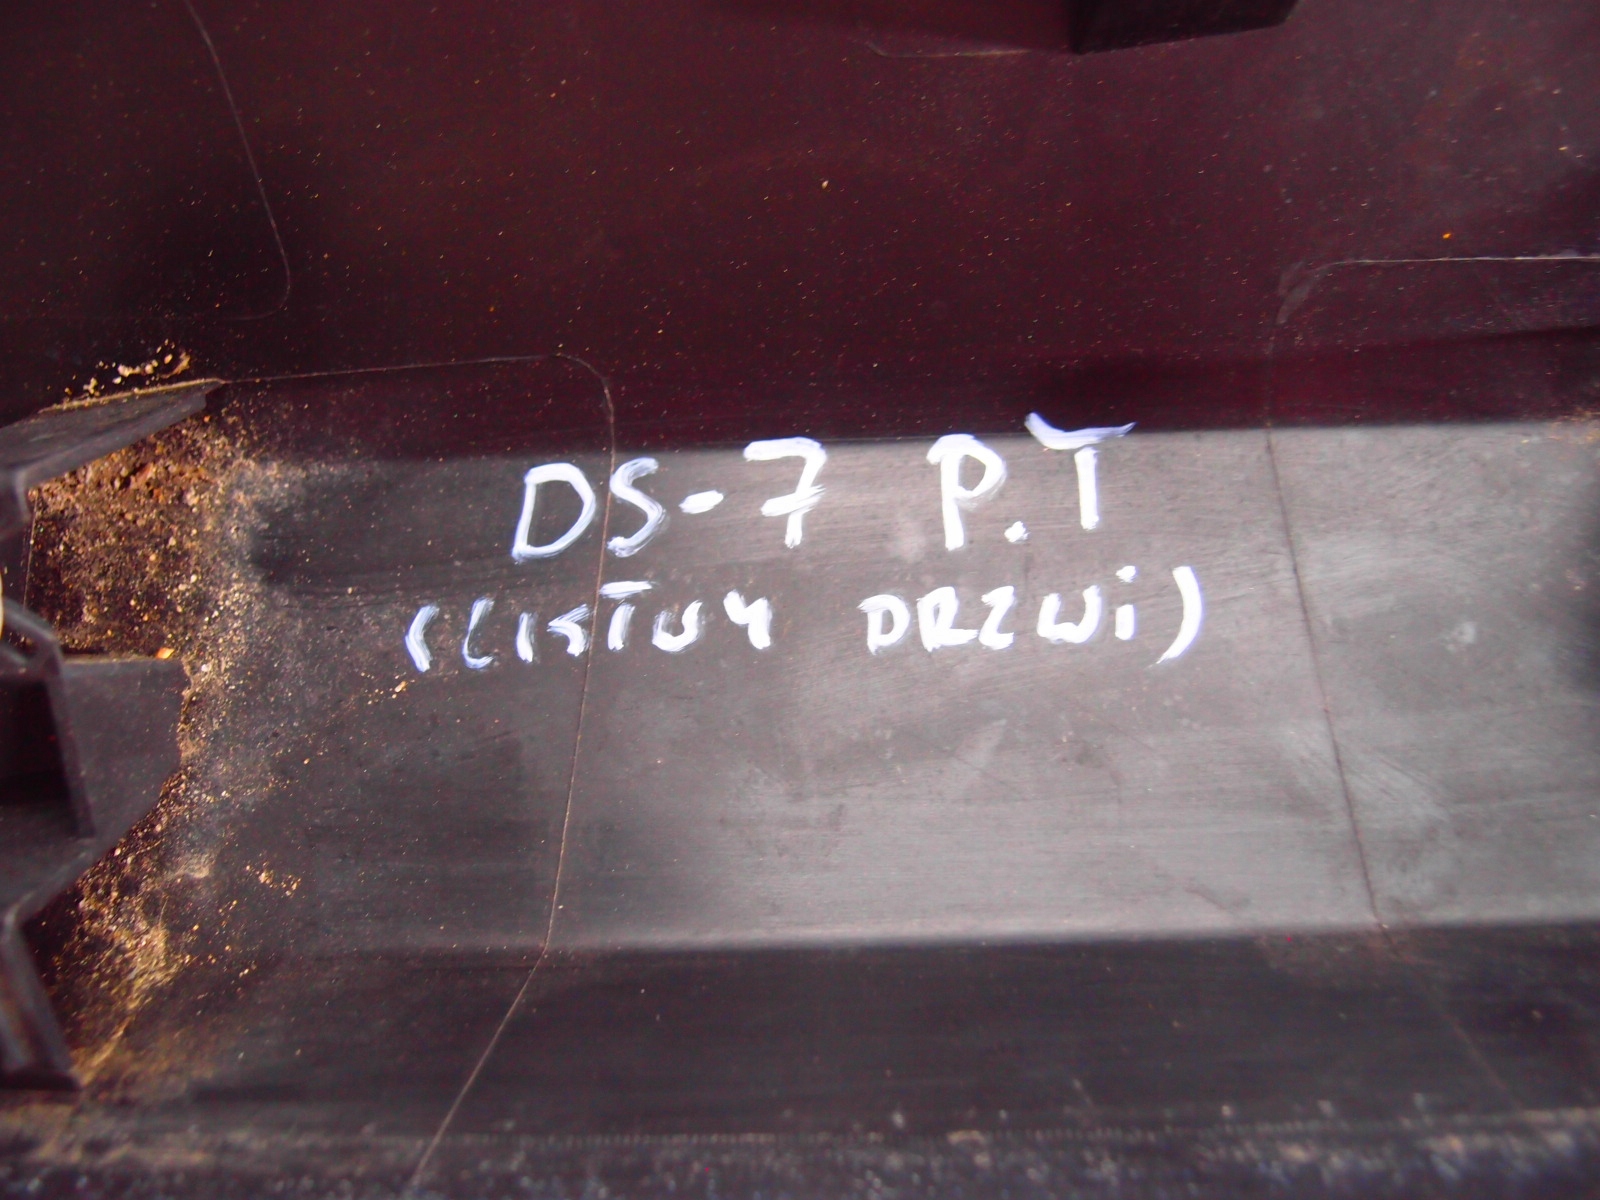 DS-7 P.T
(LISTWY DRZWi)